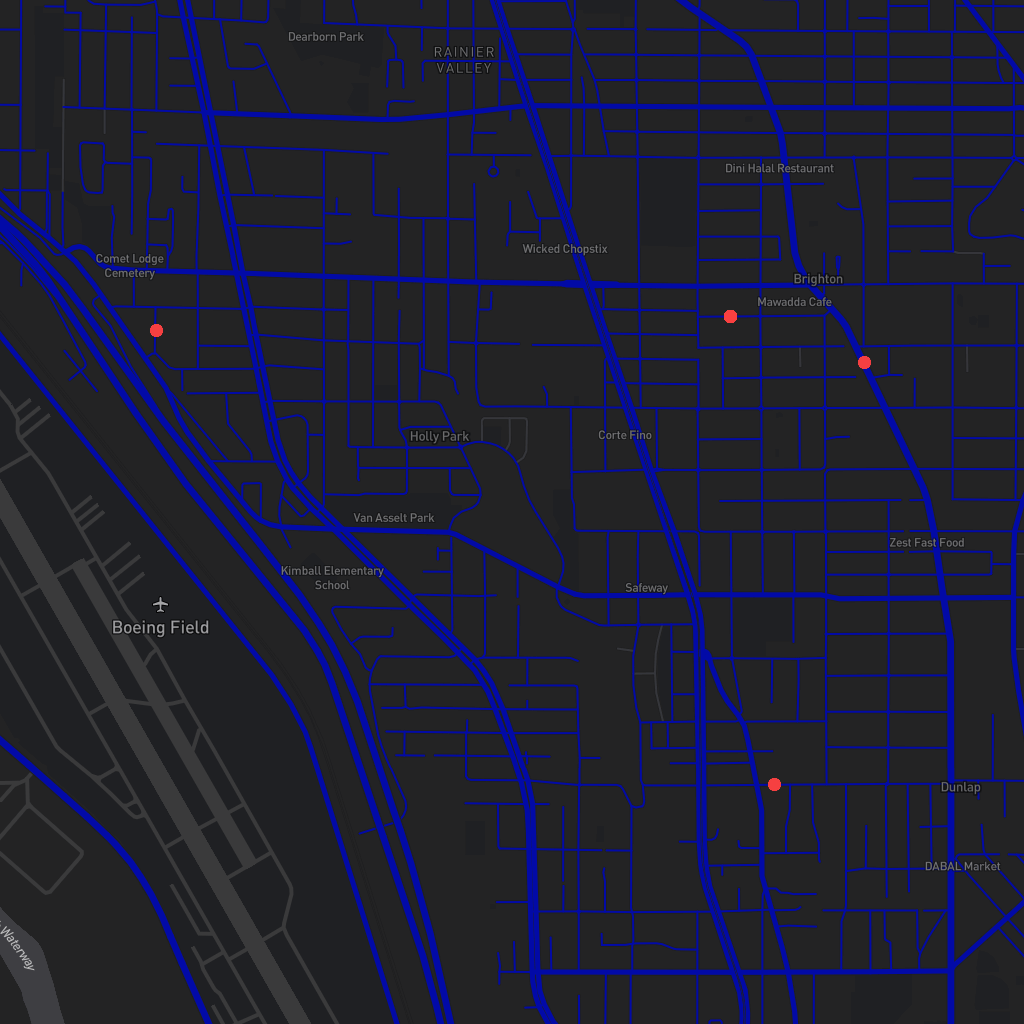 Dearborn Park
RAINIER
VALLEY
Dini Halal Restaurant
Wicked Chopstix
Comet Lodge
Cemetery
Brighton
Mawadda Cafe
Holly Park
Corte Fino
Van Asselt Park
Zest Fast Food
Kimball Elementary
School
Safeway
Boeing Field
Dunlap
DABAL Market
Waterway